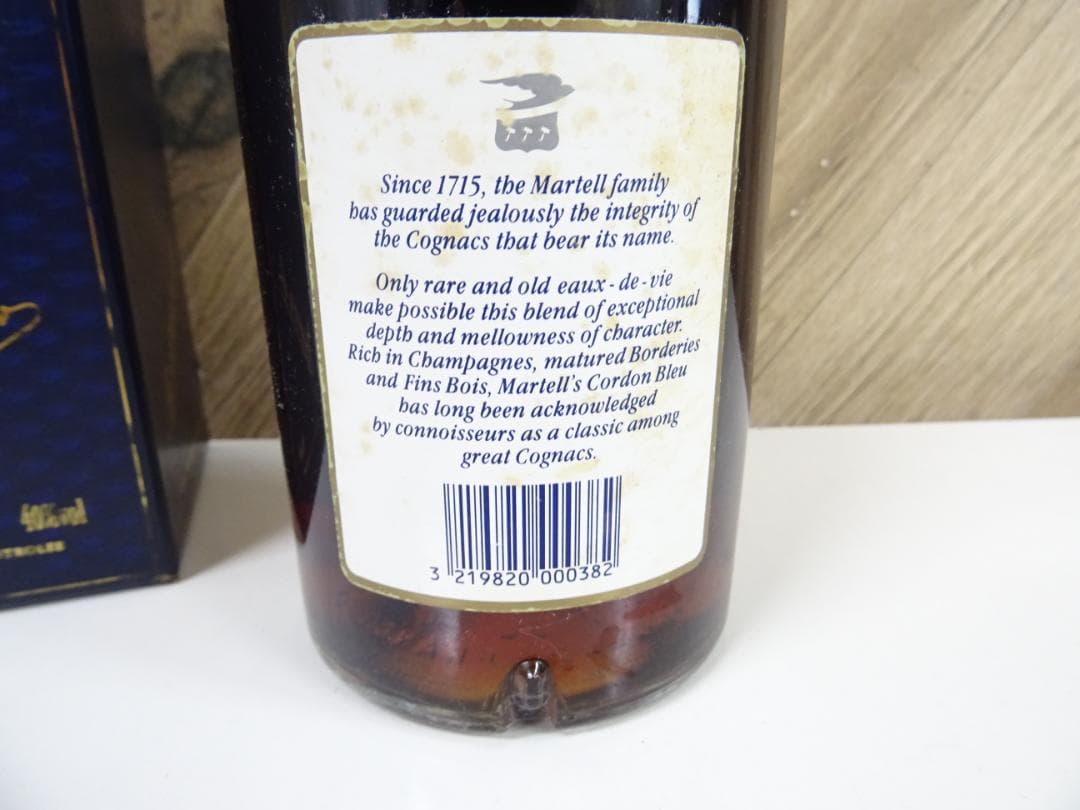 Since 1715, the Martell family
has guarded jealously the integrity of
the Cognacs that bear its name.
Only rare and old eaux - de - vie
make possible this blend of exceptional
depth and mellowness of character.
Rich in Champagnes, matured Borderies
and Fins Bois, Martell's Cordon Bleu
has long been acknowledged
by connoisseurs as a classic among
great Cognacs.
3 219820 000382
40% vol